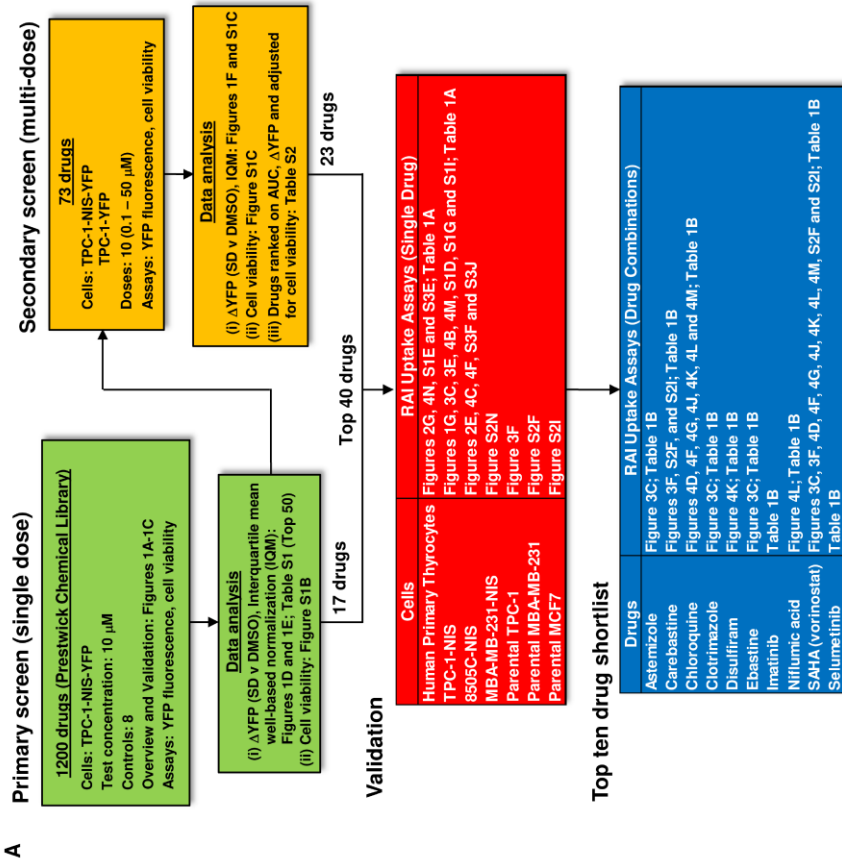 A
Primary screen (single dose)
1200 drugs (Prestwick Chemical Library)
Cells: TPC-1-NIS-YFP
Test concentration: 10 μM
Controls: 8
Overview and Validation: Figures 1A-1C
Assays: YFP fluorescence, cell viability
Data analysis
(i) ΔYFP (SD v DMSO), Interquartile mean
well-based normalization (IQM):
Figures 1D and 1E; Table S1 (Top 50)
(ii) Cell viability: Figure S1B
17 drugs
Secondary screen (multi-dose)
73 drugs
Cells: TPC-1-NIS-YFP
TPC-1-YFP
Doses: 10 (0.1 – 50 μM)
Assays: YFP fluorescence, cell viability
Data analysis
(i) ΔYFP (SD v DMSO), IQM: Figures 1F and S1C
(ii) Cell viability: Figure S1C
(iii) Drugs ranked on AUC, ΔYFP and adjusted
for cell viability: Table S2
23 drugs
Top 40 drugs
Validation
Cells RAI Uptake Assays (Single Drug)
Human Primary Thyrocytes Figures 2G, 4N, S1E and S3E; Table 1A
TPC-1-NIS Figures 1G, 3C, 3E, 4B, 4M, S1D, S1G and S1I; Table 1A
8505C-NIS Figures 2E, 4C, 4F, S3F and S3J
MBA-MB-231-NIS Figure S2N
Parental TPC-1 Figure 3F
Parental MBA-MB-231 Figure S2F
Parental MCF7 Figure S2I
Top ten drug shortlist
Drugs RAI Uptake Assays (Drug Combinations)
Astemizole Figure 3C; Table 1B
Carebastine Figures 3F, S2F, and S2I; Table 1B
Chloroquine Figures 4D, 4F, 4G, 4J, 4K, 4L and 4M; Table 1B
Clotrimazole Figure 3C; Table 1B
Disulfiram Figure 4K; Table 1B
Ebastine Figure 3C; Table 1B
Imatinib Table 1B
Niflumic acid Figure 4L; Table 1B
SAHA (vorinostat) Figures 3C, 3F, 4D, 4F, 4G, 4J, 4K, 4L, 4M, S2F and S2I; Table 1B
Selumetinib Table 1B